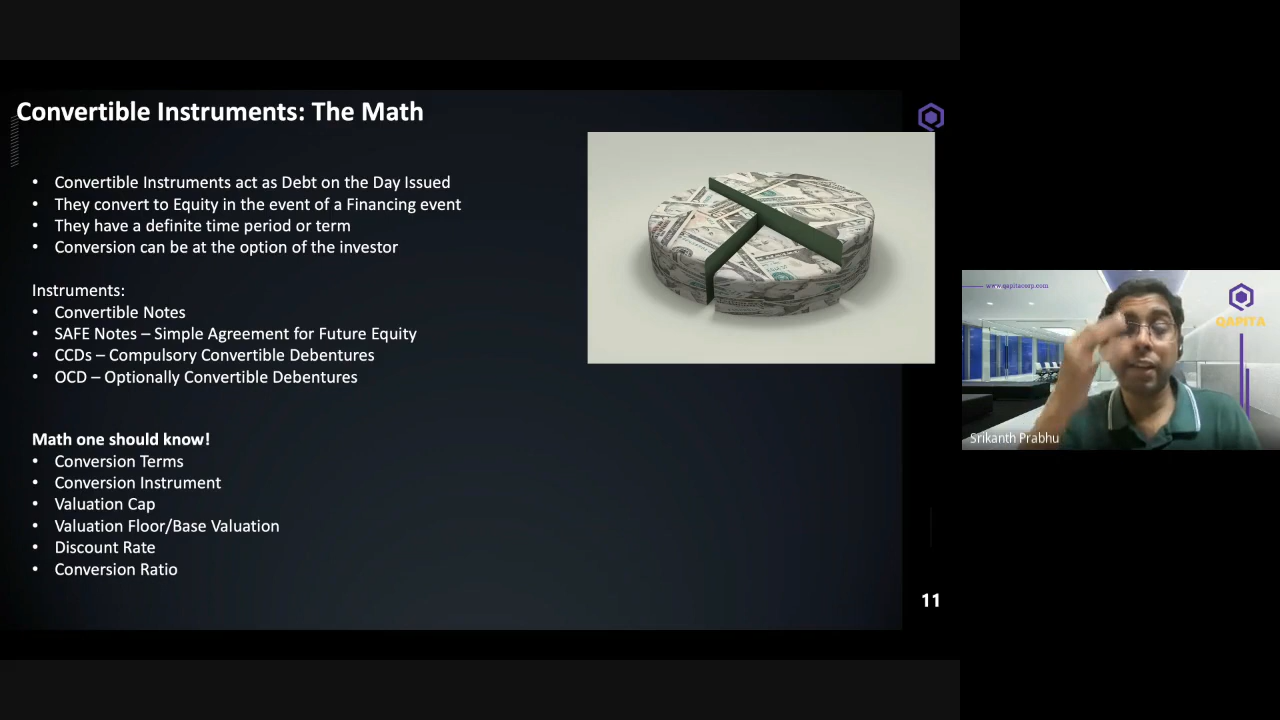 Convertible Instruments: The Math
• Convertible Instruments act as Debt on the Day Issued
• They convert to Equity in the event of a Financing event
• They have a definite time period or term
• Conversion can be at the option of the investor
Instruments:
• Convertible Notes
• SAFE Notes – Simple Agreement for Future Equity
• CCDs – Compulsory Convertible Debentures
• OCD – Optionally Convertible Debentures
Math one should know!
• Conversion Terms
• Conversion Instrument
• Valuation Cap
• Valuation Floor/Base Valuation
• Discount Rate
• Conversion Ratio
11
www.qapitacorp.com
QAPITA
Srikanth Prabhu